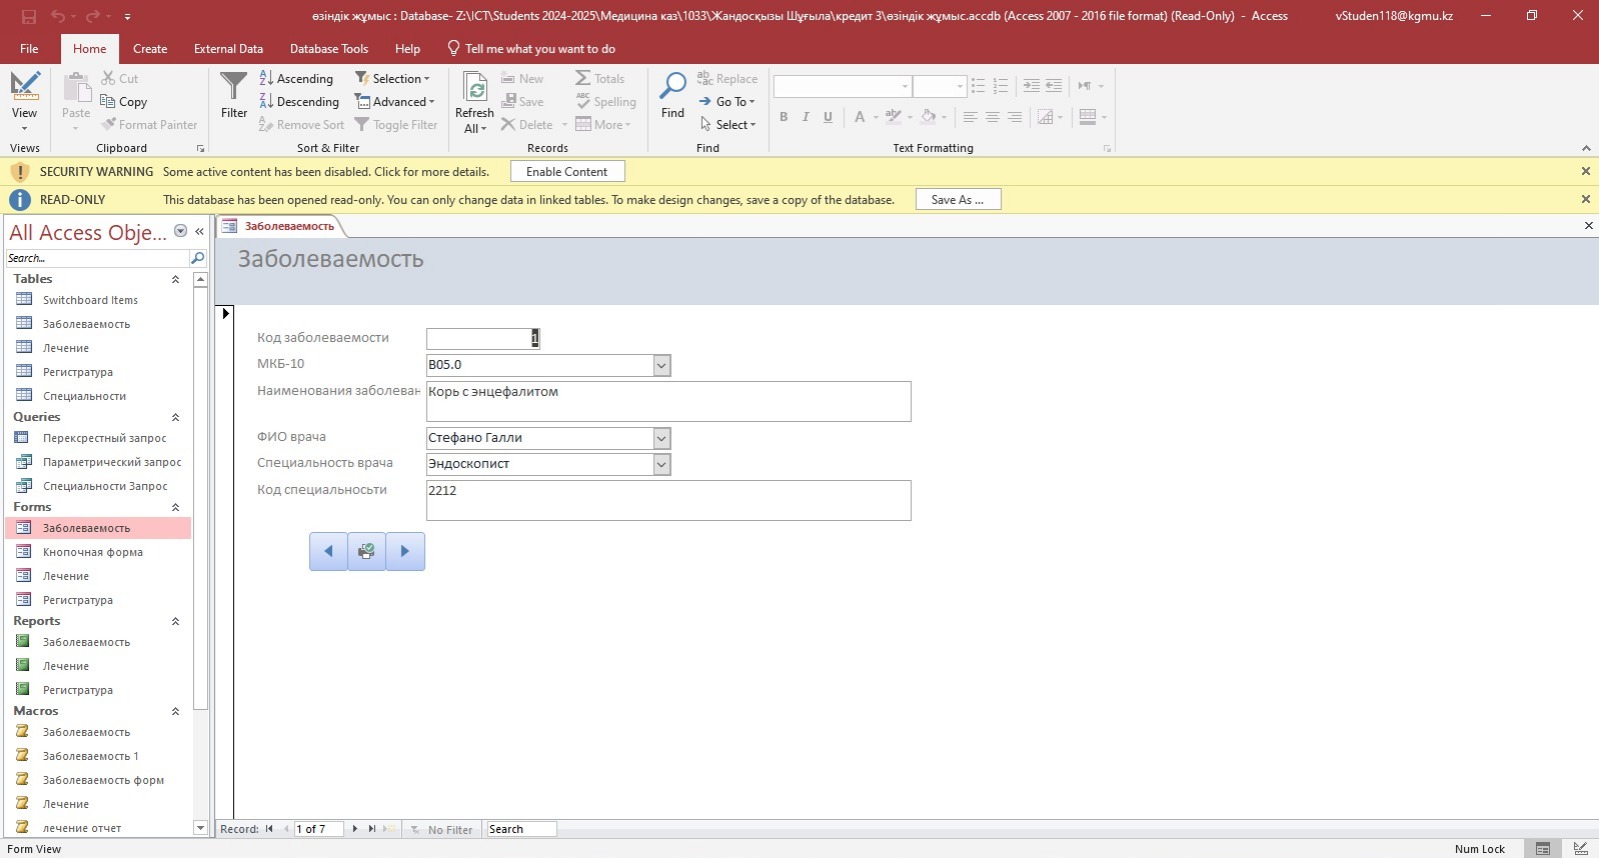 өзіндік жұмыс : Database- Z:\ICT\Students 2024-2025\Медицина каз\1033\Жандосқызы Шұғыла\кредит 3\өзіндік жұмыс.accdb (Access 2007 - 2016 file format) (Read-Only) - Access
vStuden118@kgmu.kz
File Home Create External Data Database Tools Help Tell me what you want to do
View
Views
Paste
Cut
Copy
Format Painter
Clipboard
Filter
Ascending
Descending
Remove Sort
Selection
Advanced
Toggle Filter
Sort & Filter
Refresh
All
New
Save
Delete
Totals
Spelling
More
Records
Find
Replace
Go To
Select
Find
B I U A
Text Formatting
SECURITY WARNING Some active content has been disabled. Click for more details. Enable Content
READ-ONLY This database has been opened read-only. You can only change data in linked tables. To make design changes, save a copy of the database. Save As ...
All Access Obje...
Search...
Tables
Switchboard Items
Заболеваемость
Лечение
Регистратура
Специальности
Queries
Перексрестный запрос
Параметрический запрос
Специальности Запрос
Forms
Заболеваемость
Кнопочная форма
Лечение
Регистратура
Reports
Заболеваемость
Лечение
Регистратура
Macros
Заболеваемость
Заболеваемость 1
Заболеваемость форм
Лечение
лечение отчет
Заболеваемость
Заболеваемость
Код заболеваемости 1
МКБ-10 B05.0
Наименования заболеван Корь с энцефалитом
ФИО врача Стефано Галли
Специальность врача Эндоскопист
Код специальносьти 2212
Record: 1 of 7 No Filter Search
Form View
Num Lock